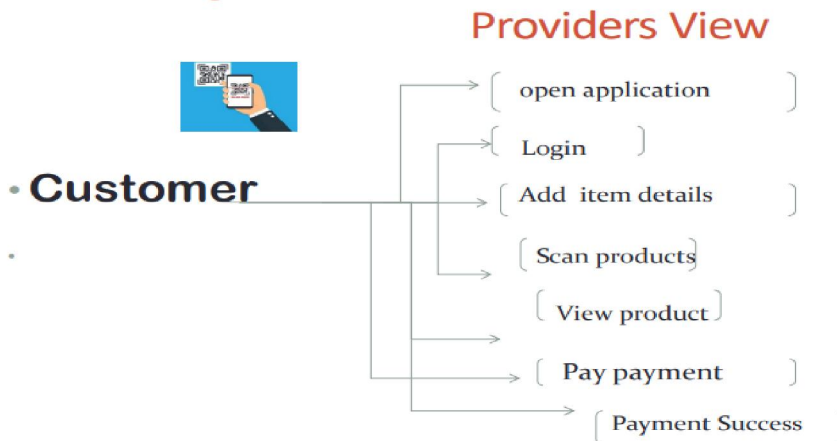 Providers View
open application
Login
• Customer
Add item details
Scan products
View product
Pay payment
Payment Success